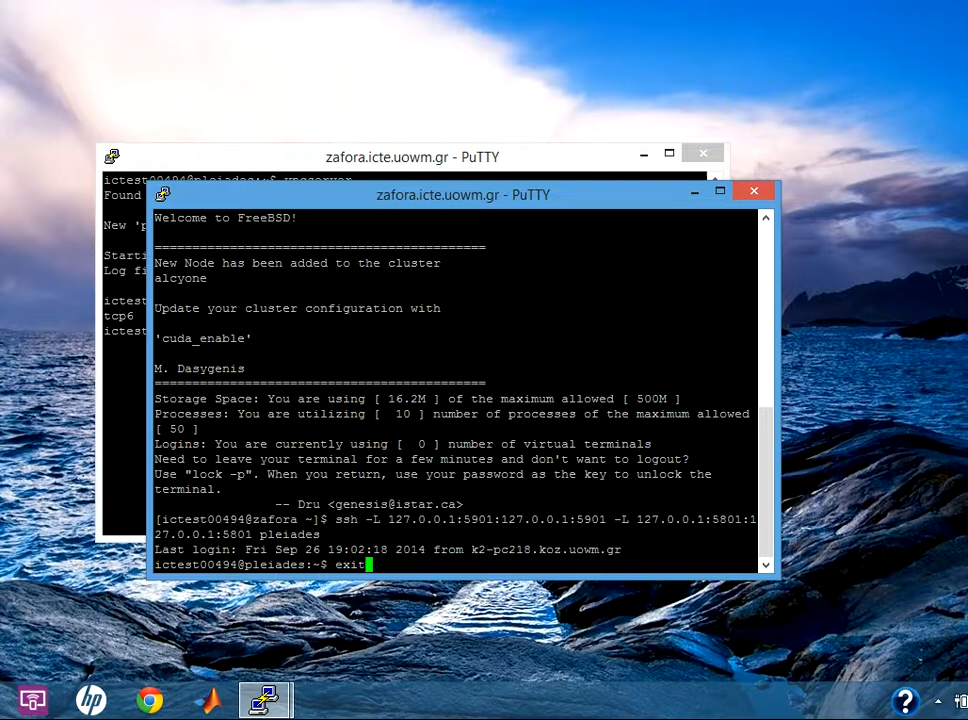 zafora.icte.uowm.gr - PuTTY
ictest00494@pleiades:~$ vncserver
Found
New 'p
Starti
Log fi
ictest
tcp6
ictest
zafora.icte.uowm.gr - PuTTY
Welcome to FreeBSD!
===========================================
New Node has been added to the cluster
alcyone
Update your cluster configuration with
'cuda_enable'
M. Dasygenis
===========================================
Storage Space: You are using [ 16.2M ] of the maximum allowed [ 500M ]
Processes: You are utilizing [  10 ] number of processes of the maximum allowed
[ 50 ]
Logins: You are currently using [  0 ] number of virtual terminals
Need to leave your terminal for a few minutes and don't want to logout?
Use "lock -p". When you return, use your password as the key to unlock the
terminal.
-- Dru <genesis@istar.ca>
[ictest00494@zafora ~]$ ssh -L 127.0.0.1:5901:127.0.0.1:5901 -L 127.0.0.1:5801:1
27.0.0.1:5801 pleiades
Last login: Fri Sep 26 19:02:18 2014 from k2-pc218.koz.uowm.gr
ictest00494@pleiades:~$ exit
hp
?